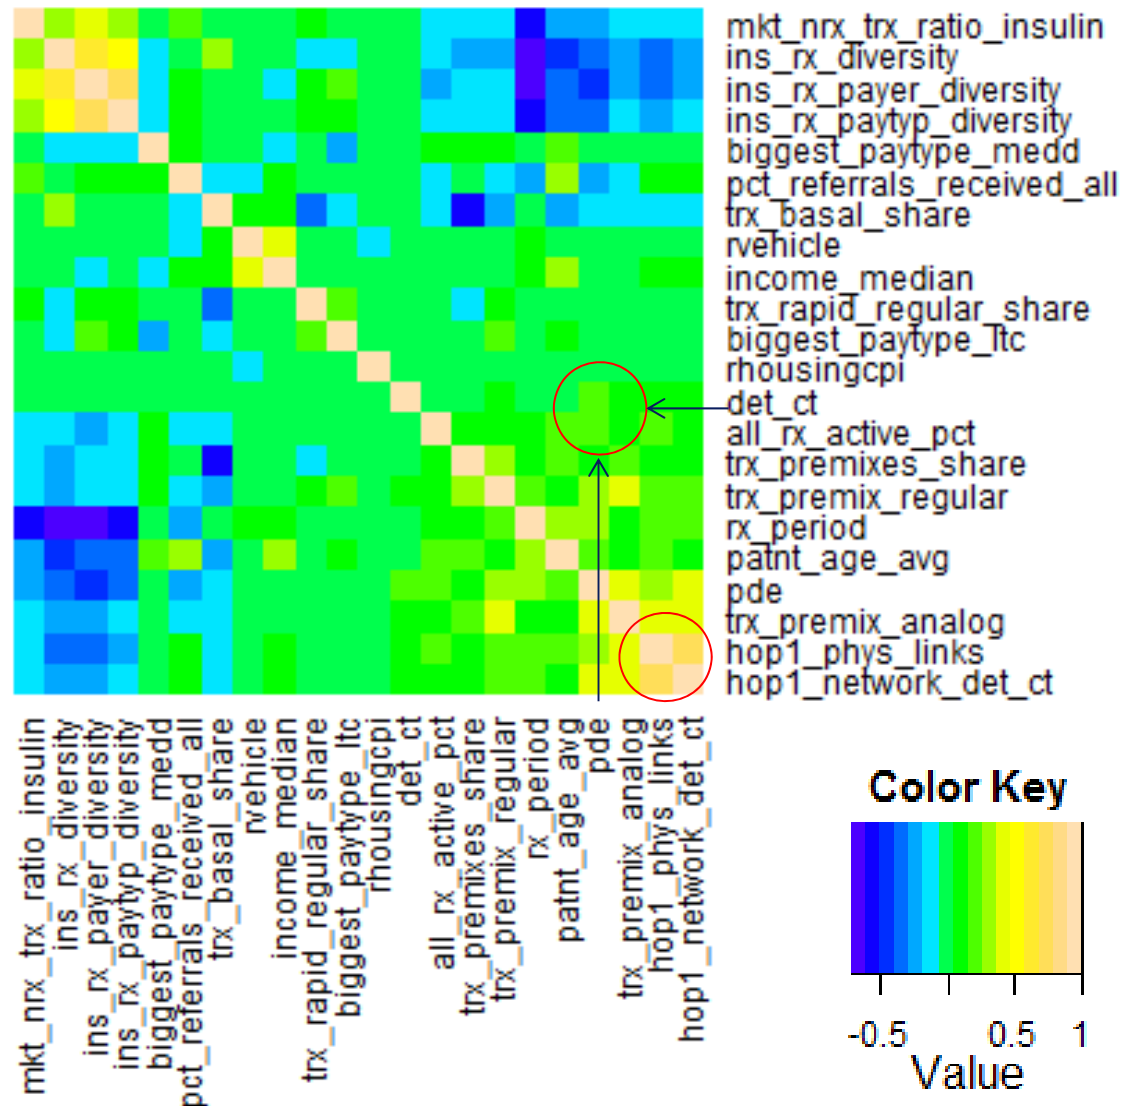 mkt_nrx_trx_ratio_insulin
ins_rx_diversity
ins_rx_payer_diversity
ins_rx_paytyp_diversity
biggest_paytype_medd
pct_referrals_received_all
trx_basal_share
rvehicle
income_median
trx_rapid_regular_share
biggest_paytype_ltc
rhousingcpi
det_ct
all_rx_active_pct
trx_premixes_share
trx_premix_regular
rx_period
patnt_age_avg
pde
trx_premix_analog
hop1_phys_links
hop1_network_det_ct
mkt_nrx_trx_ratio_insulin
ins_rx_diversity
ins_rx_payer_diversity
ins_rx_paytyp_diversity
biggest_paytype_medd
pct_referrals_received_all
trx_basal_share
rvehicle
income_median
trx_rapid_regular_share
biggest_paytype_ltc
rhousingcpi
det_ct
all_rx_active_pct
trx_premixes_share
trx_premix_regular
rx_period
patnt_age_avg
pde
trx_premix_analog
hop1_phys_links
hop1_network_det_ct
Color Key
-0.5 0.5 1
Value